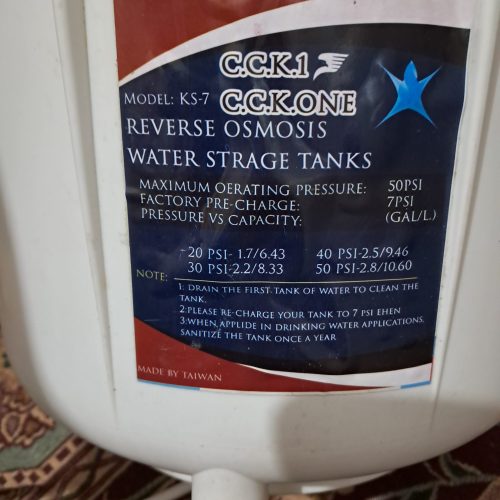 C.C.K.1
MODEL: KS-7 C.C.K.ONE
REVERSE OSMOSIS
WATER STRAGE TANKS
MAXIMUM OERATING PRESSURE: 50PSI
FACTORY PRE-CHARGE: 7PSI
PRESSURE VS CAPACITY: (GAL/L.)
20 PSI- 1.7/6.43 40 PSI-2.5/9.46
30 PSI-2.2/8.33 50 PSI-2.8/10.60
NOTE:
1: DRAIN THE FIRST TANK OF WATER TO CLEAN THE
TANK.
2:PLEASE RE-CHARGE YOUR TANK TO 7 PSI EHEN
3:WHEN APPLIDE IN DRINKING WATER APPLICATIONS,
SANITIZE THE TANK ONCE A YEAR
MADE BY TAIWAN